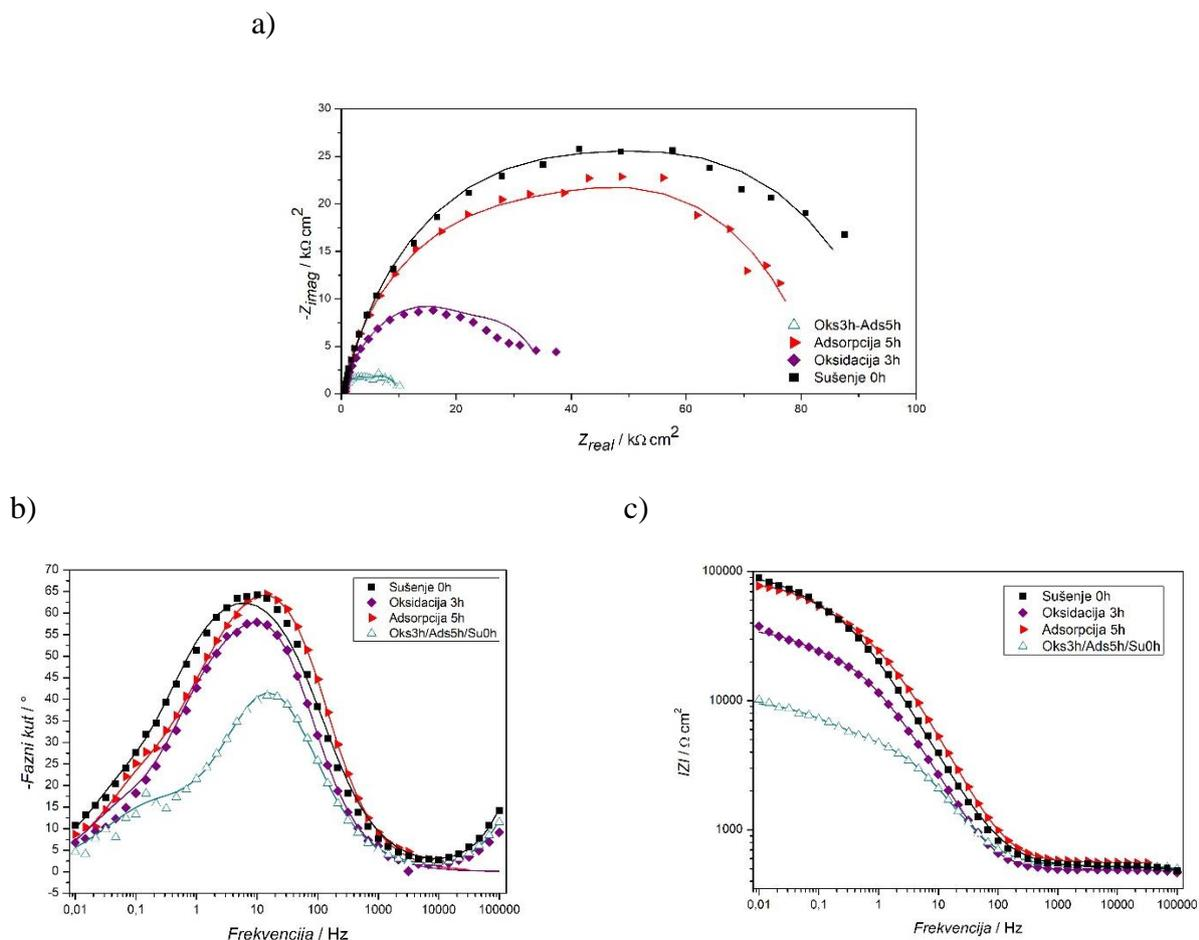 a)
30
25
20
15
10
5
0
-Zimag / kΩ cm²
0 20 40 60 80 100
Zreal / kΩ cm²
Oks3h-Ads5h
Adsorpcija 5h
Oksidacija 3h
Sušenje 0h
b)
70
65
60
55
50
45
40
35
30
25
20
15
10
5
0
-5
-Fazni kut / °
0,01 0,1 1 10 100 1000 10000 100000
Frekvencija / Hz
Sušenje 0h
Oksidacija 3h
Adsorpcija 5h
Oks3h/Ads5h/Su0h
c)
100000
10000
1000
IZI / Ω cm²
0,01 0,1 1 10 100 1000 10000 100000
Frekvencija / Hz
Sušenje 0h
Oksidacija 3h
Adsorpcija 5h
Oks3h/Ads5h/Su0h